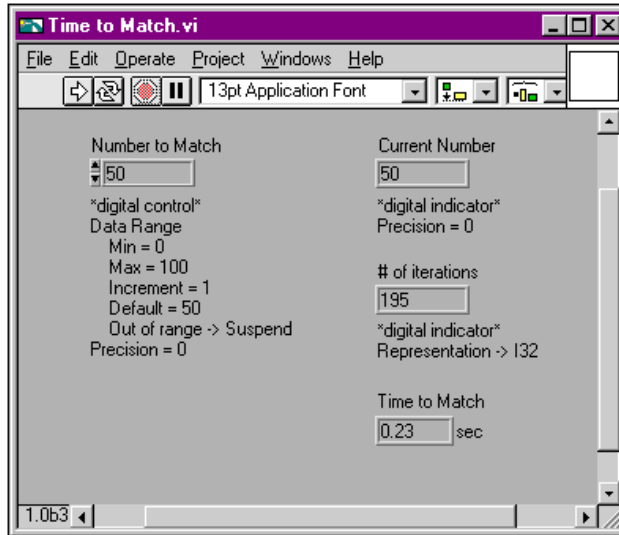 Time to Match.vi
File Edit Operate Project Windows Help
13pt Application Font
Number to Match
50
*digital control*
Data Range
Min = 0
Max = 100
Increment = 1
Default = 50
Out of range -> Suspend
Precision = 0
Current Number
50
*digital indicator*
Precision = 0
# of iterations
195
*digital indicator*
Representation -> I32
Time to Match
0.23 sec
1.0b3